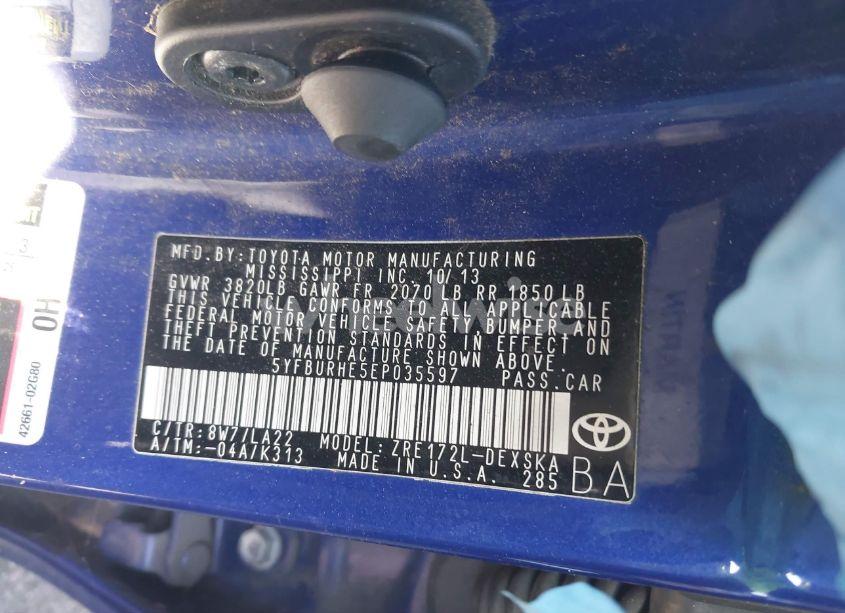 MFD.BY:TOYOTA MOTOR MANUFACTURING
MISSISSIPPI INC. 10/13
GVWR 3820LB GAWR FR 2070 LB RR 1850 LB
THIS VEHICLE CONFORMS TO ALL APPLICABLE
FEDERAL MOTOR VEHICLE SAFETY, BUMPER AND
THEFT PREVENTION STANDARDS IN EFFECT ON
THE DATE OF MANUFACTURE SHOWN ABOVE.
5YFBURHE5EP035597 PASS.CAR
C/TR:8W7/LA22 MODEL: ZRE172L-DEXSKA
A/TM:-04A/K313 MADE IN U.S.A. 285
BA
42661-02G80